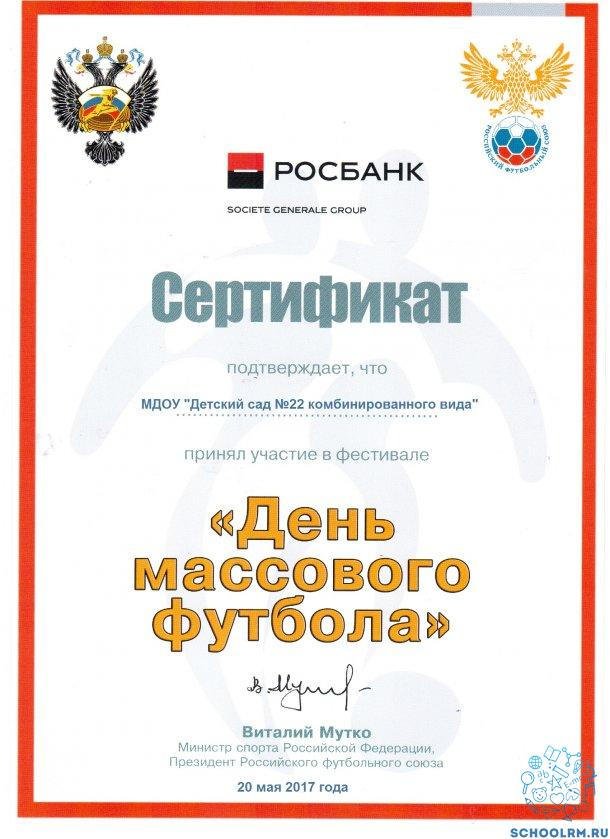 РОССИЙСКИЙ ФУТБОЛЬНЫЙ СОЮЗ
РОСБАНК
SOCIETE GENERALE GROUP
Сертификат
подтверждает, что
МДОУ "Детский сад №22 комбинированного вида"
принял участие в фестивале
«День
массового
футбола»
В. Мутко
Виталий Мутко
Министр спорта Российской Федерации,
Президент Российского футбольного союза
20 мая 2017 года
SCHOOLRM.RU